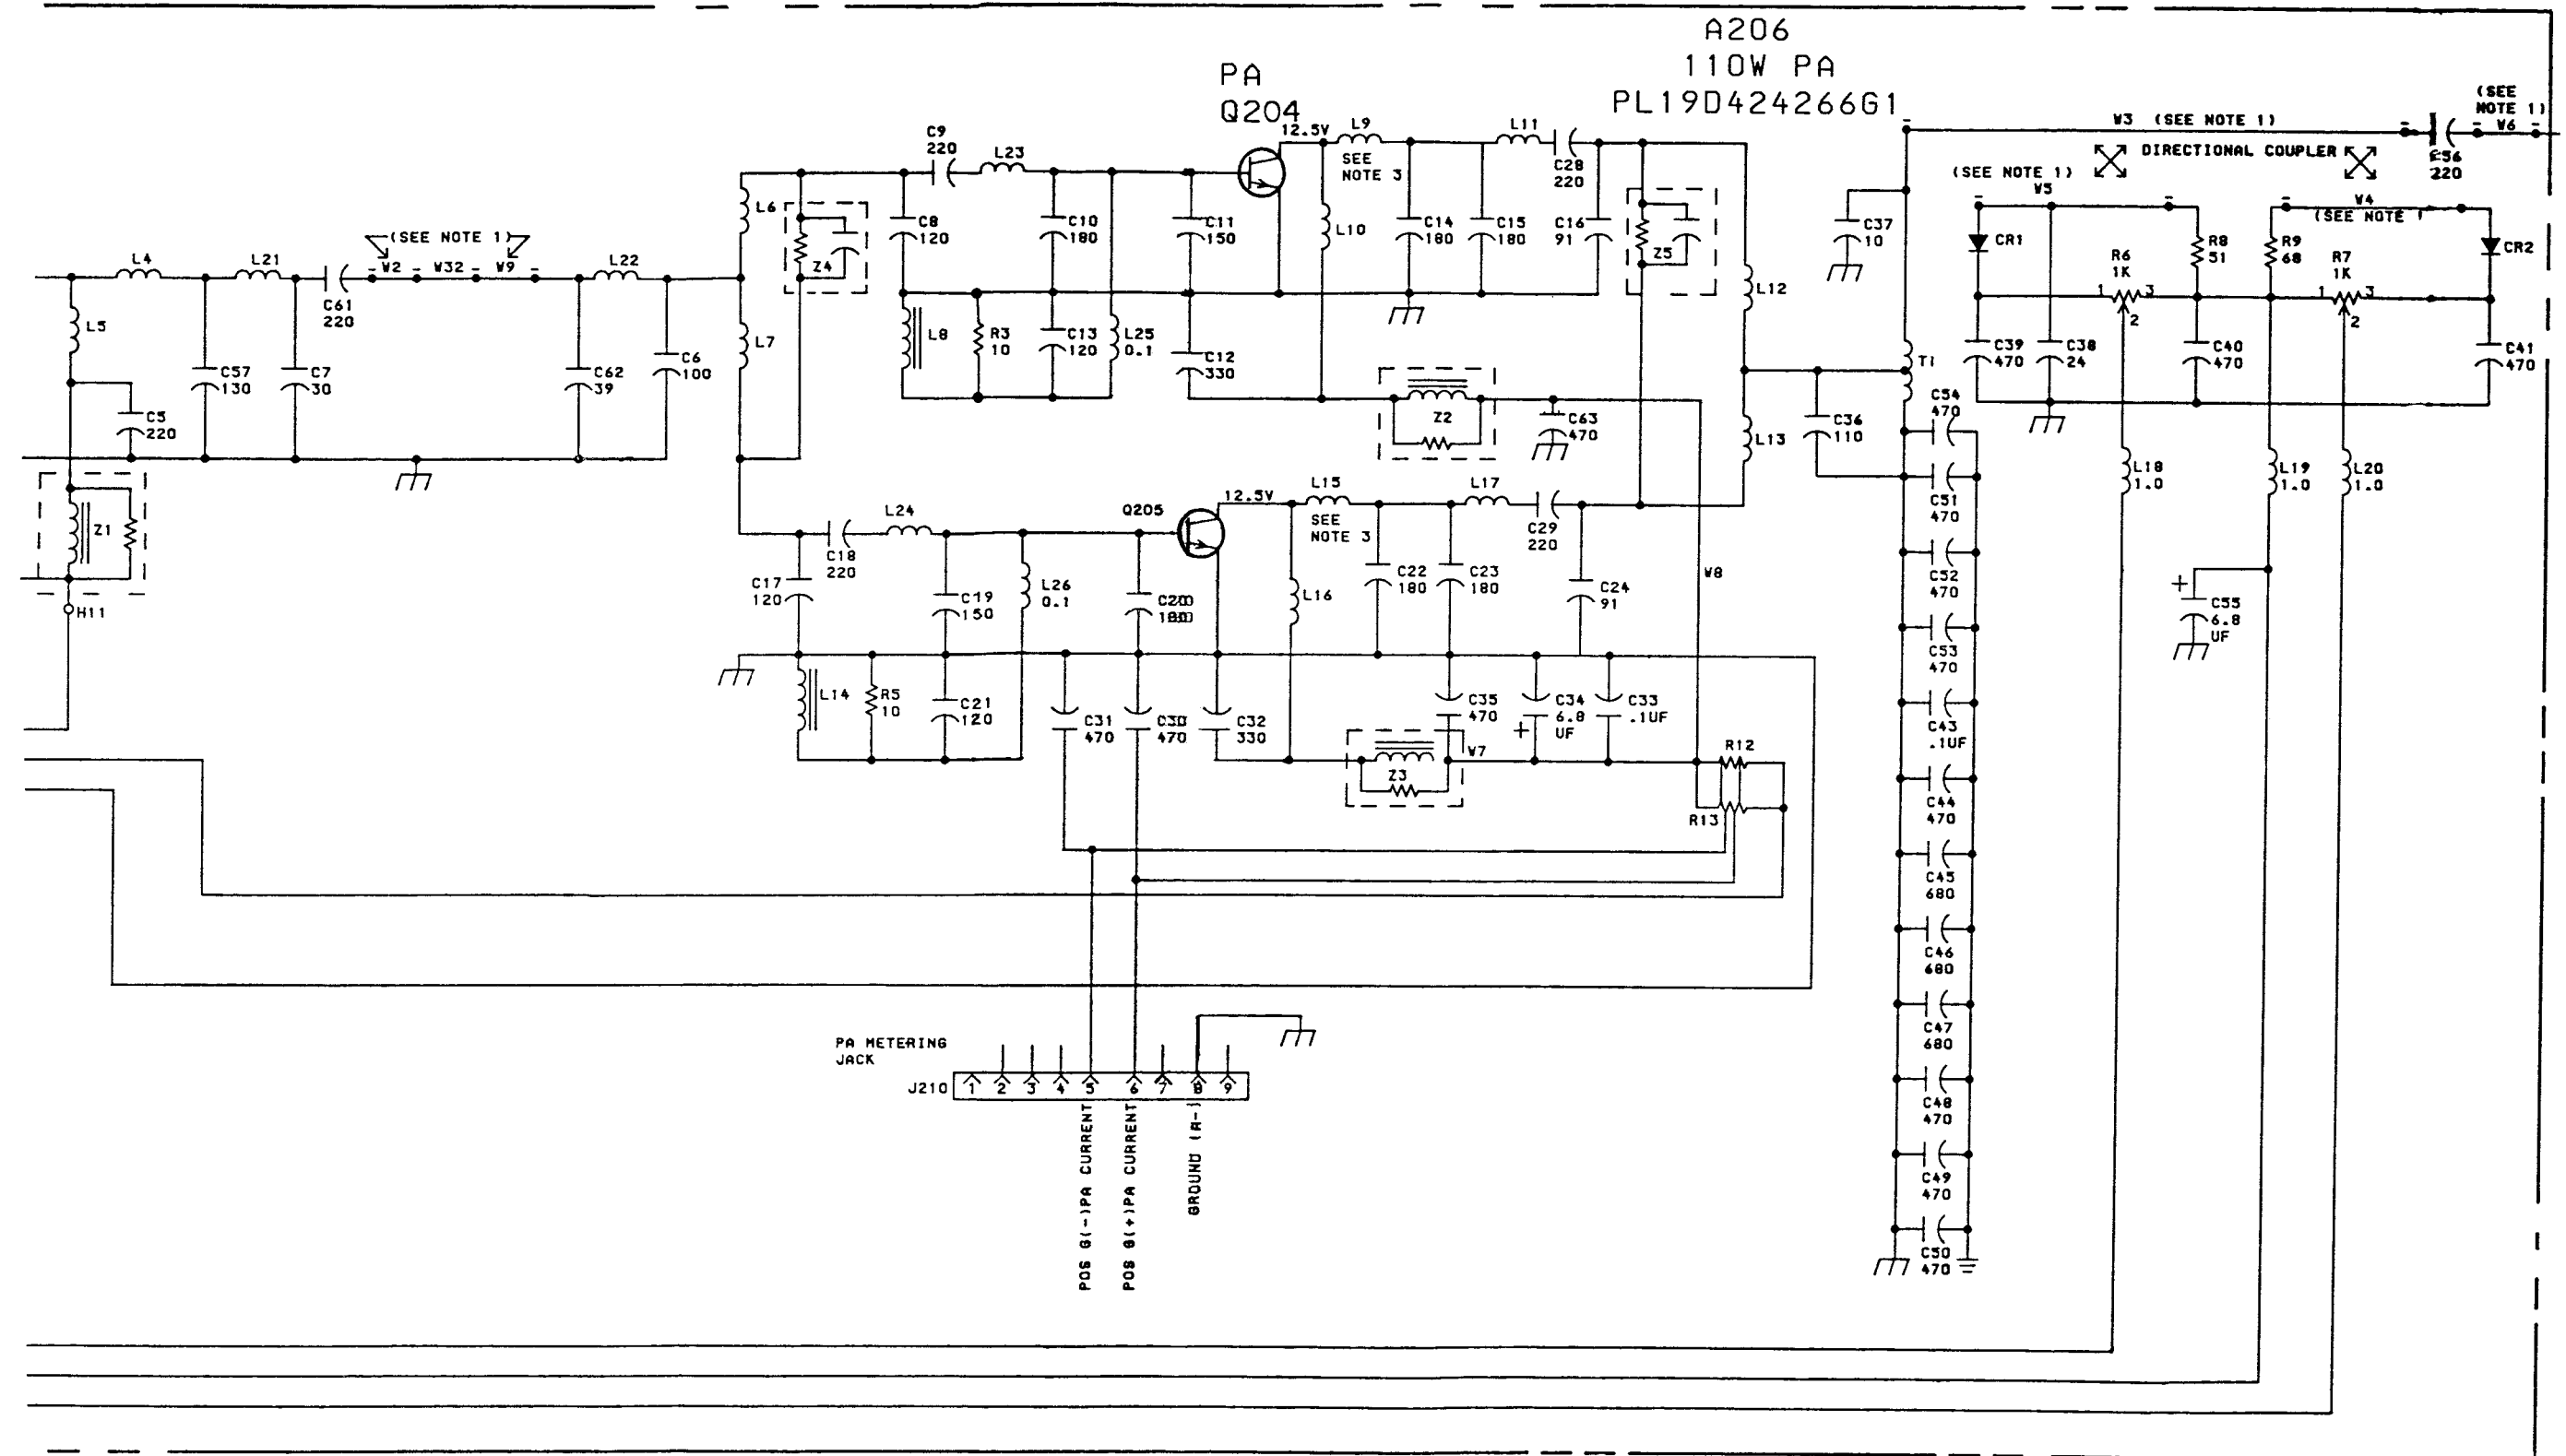 A206
110W PA
PL19D424266G1
PA
Q204
12.5V
L9
SEE
NOTE 3
L11
C28
220
W3 (SEE NOTE 1)
DIRECTIONAL COUPLER
(SEE
NOTE 1)
W6
C56
220
(SEE NOTE 1)
W5
W4
(SEE NOTE 1
C9
220
L23
L6
Z4
C8
120
C10
180
C11
150
L10
C14
180
C15
180
C16
91
Z5
L12
C37
10
CR1
R6
1K
1 3
2
R8
51
R9
68
R7
1K
1 3
2
CR2
L4
L21
C61
220
(SEE NOTE 1)
W2 W32 W9
L22
L5
L7
L8
R3
10
C13
120
L25
0.1
C12
330
T1
C39
470
C38
24
C40
470
C41
470
C57
130
C7
30
C62
39
C6
100
C5
220
Z2
C63
470
L13
C36
110
C54
470
L18
1.0
L19
1.0
L20
1.0
Z1
H11
Q205
12.5V
L15
SEE
NOTE 3
L17
C29
220
C51
470
C52
470
C53
470
C43
.1UF
C44
470
C45
680
C46
680
C47
680
C48
470
C49
470
C50
470
L24
C18
220
C17
120
C19
150
L26
0.1
C20
180
L16
C22
180
C23
180
C24
91
W8
+
C55
6.8
UF
L14
R5
10
C21
120
C31
470
C30
470
C32
330
C35
470
+
C34
6.8
UF
C33
.1UF
Z3
W7
R12
R13
PA METERING
JACK
J210
1 2 3 4 5 6 7 8 9
POS G(-)PA CURRENT
POS G(+)PA CURRENT
GROUND (A-)